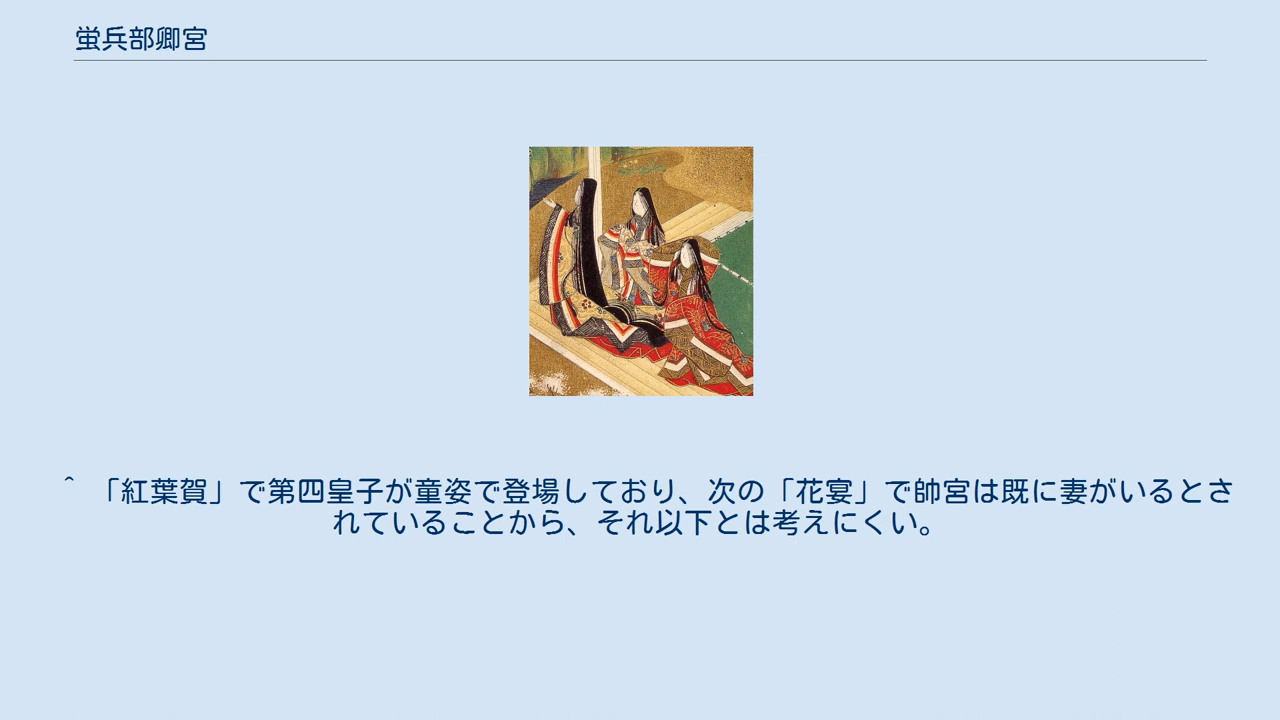 蛍兵部卿宮
^ 「紅葉賀」で第四皇子が童姿で登場しており、次の「花宴」で帥宮は既に妻がいるとさ
れていることから、それ以下とは考えにくい。